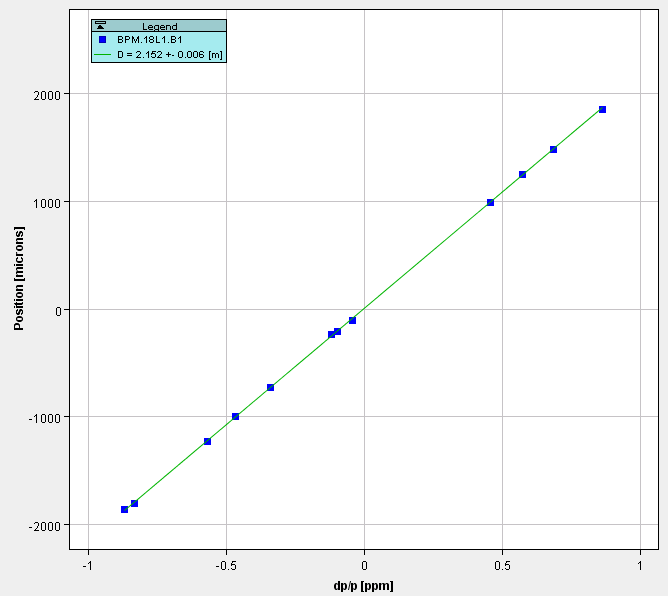 Legend
BPM.18L1.B1
D = 2.152 +- 0.006 [m]
2000
1000
0
-1000
-2000
Position [microns]
-1
-0.5
0
0.5
1
dp/p [ppm]